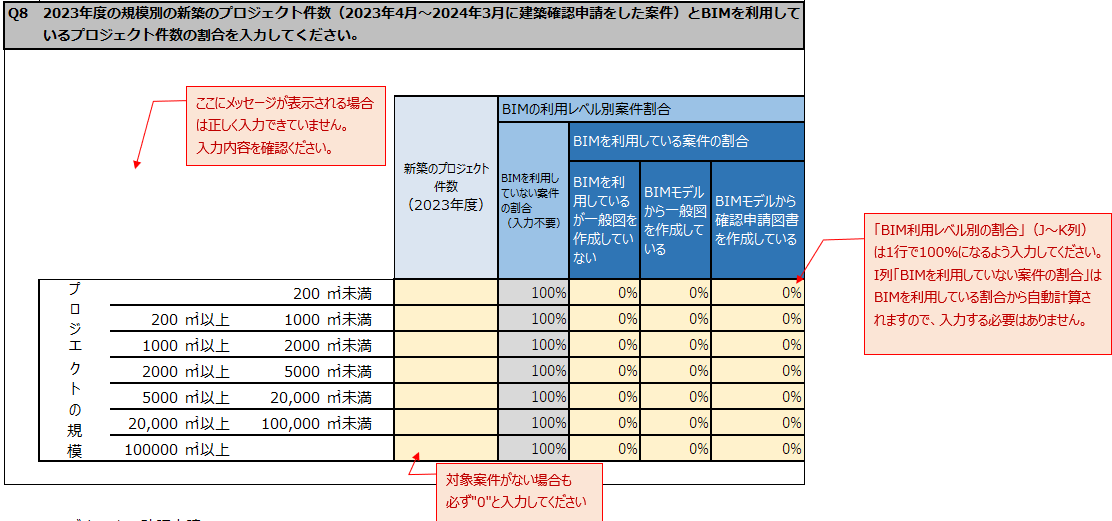 Q8 2023年度の規模別の新築のプロジェクト件数（2023年4月～2024年3月に建築確認申請をした案件）とBIMを利用して
いるプロジェクト件数の割合を入力してください。
ここにメッセージが表示される場合
は正しく入力できていません。
入力内容を確認ください。
新築のプロジェクト
件数
（2023年度）
BIMの利用レベル別案件割合
BIMを利用し
ていない案件
の割合
（入力不要）
BIMを利用している案件の割合
BIMを利
用している
が一般図を
作成してい
ない
BIMモデル
から一般図
を作成して
いる
BIMモデルから
確認申請図書
を作成している
「BIM利用レベル別の割合」（J～K列）
は1行で100%になるよう入力してください。
I列「BIMを利用していない案件の割合」は
BIMを利用している割合から自動計算さ
れますので、入力する必要はありません。
プロジェクトの規模
200 ㎡未満 100% 0% 0% 0%
200 ㎡以上 1000 ㎡未満 100% 0% 0% 0%
1000 ㎡以上 2000 ㎡未満 100% 0% 0% 0%
2000 ㎡以上 5000 ㎡未満 100% 0% 0% 0%
5000 ㎡以上 20,000 ㎡未満 100% 0% 0% 0%
20,000 ㎡以上 100,000 ㎡未満 100% 0% 0% 0%
100000 ㎡以上 100% 0% 0% 0%
対象案件がない場合も
必ず"0"と入力してください